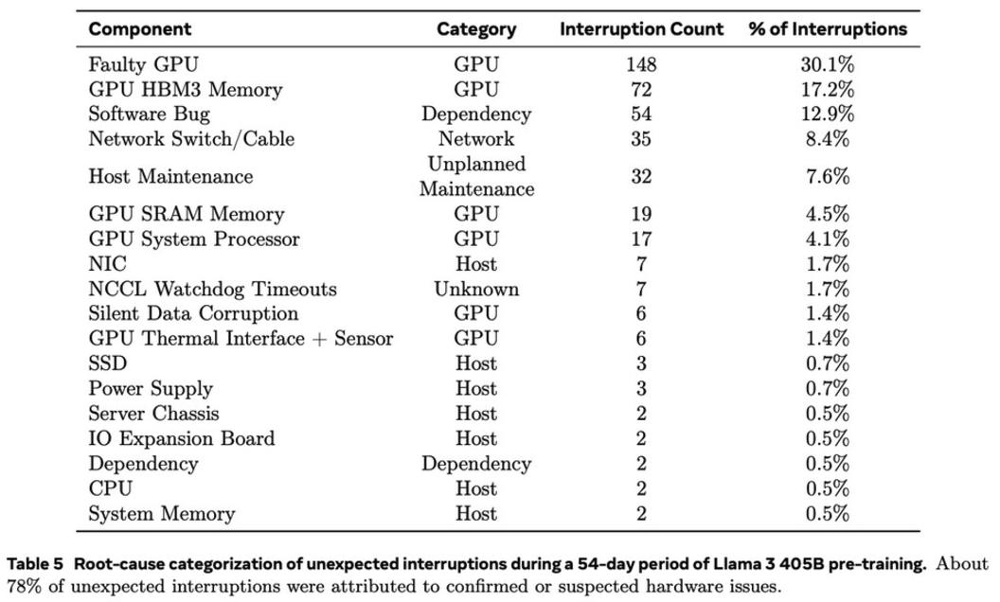 Component Category Interruption Count % of Interruptions
Faulty GPU GPU 148 30.1%
GPU HBM3 Memory GPU 72 17.2%
Software Bug Dependency 54 12.9%
Network Switch/Cable Network 35 8.4%
Host Maintenance Unplanned Maintenance 32 7.6%
GPU SRAM Memory GPU 19 4.5%
GPU System Processor GPU 17 4.1%
NIC Host 7 1.7%
NCCL Watchdog Timeouts Unknown 7 1.7%
Silent Data Corruption GPU 6 1.4%
GPU Thermal Interface + Sensor GPU 6 1.4%
SSD Host 3 0.7%
Power Supply Host 3 0.7%
Server Chassis Host 2 0.5%
IO Expansion Board Host 2 0.5%
Dependency Dependency 2 0.5%
CPU Host 2 0.5%
System Memory Host 2 0.5%
Table 5 Root-cause categorization of unexpected interruptions during a 54-day period of Llama 3 405B pre-training. About
78% of unexpected interruptions were attributed to confirmed or suspected hardware issues.